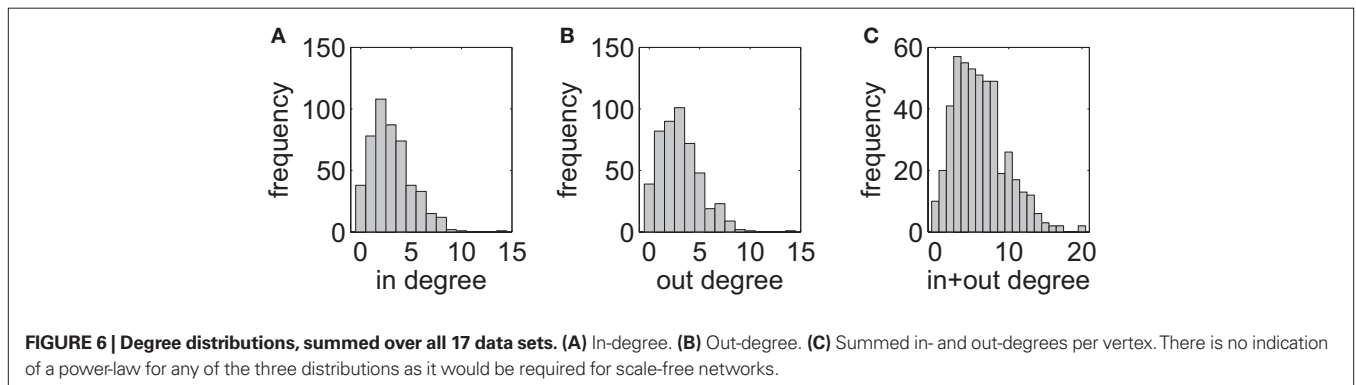 A
150
100
50
0
frequency
0 5 10 15
in degree
B
150
100
50
0
frequency
0 5 10 15
out degree
C
60
40
20
0
frequency
0 10 20
in+out degree
FIGURE 6 | Degree distributions, summed over all 17 data sets. (A) In-degree. (B) Out-degree. (C) Summed in- and out-degrees per vertex. There is no indication
of a power-law for any of the three distributions as it would be required for scale-free networks.